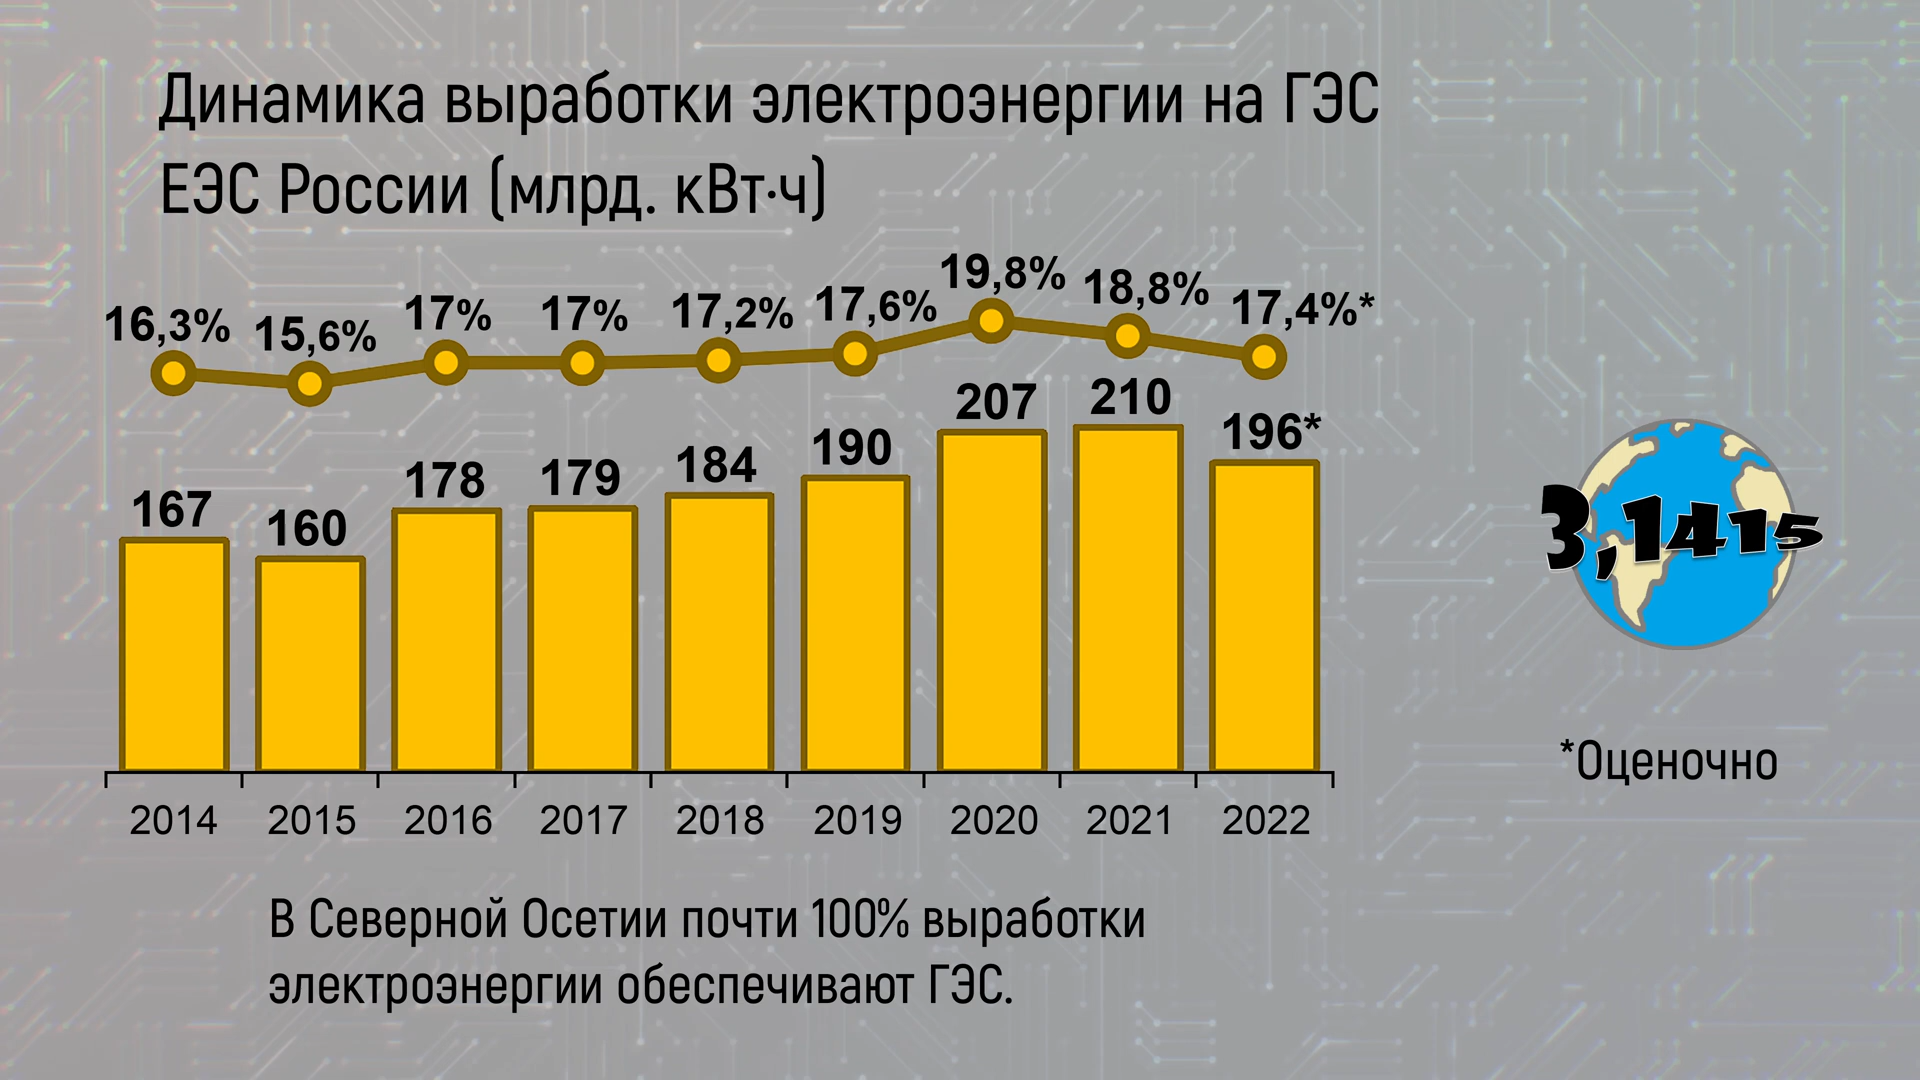 Динамика выработки электроэнергии на ГЭС
ЕЭС России (млрд. кВт·ч)
16,3% 15,6% 17% 17% 17,2% 17,6% 19,8% 18,8% 17,4%*
167 160 178 179 184 190 207 210 196*
2014 2015 2016 2017 2018 2019 2020 2021 2022
3,1415
*Оценочно
В Северной Осетии почти 100% выработки
электроэнергии обеспечивают ГЭС.